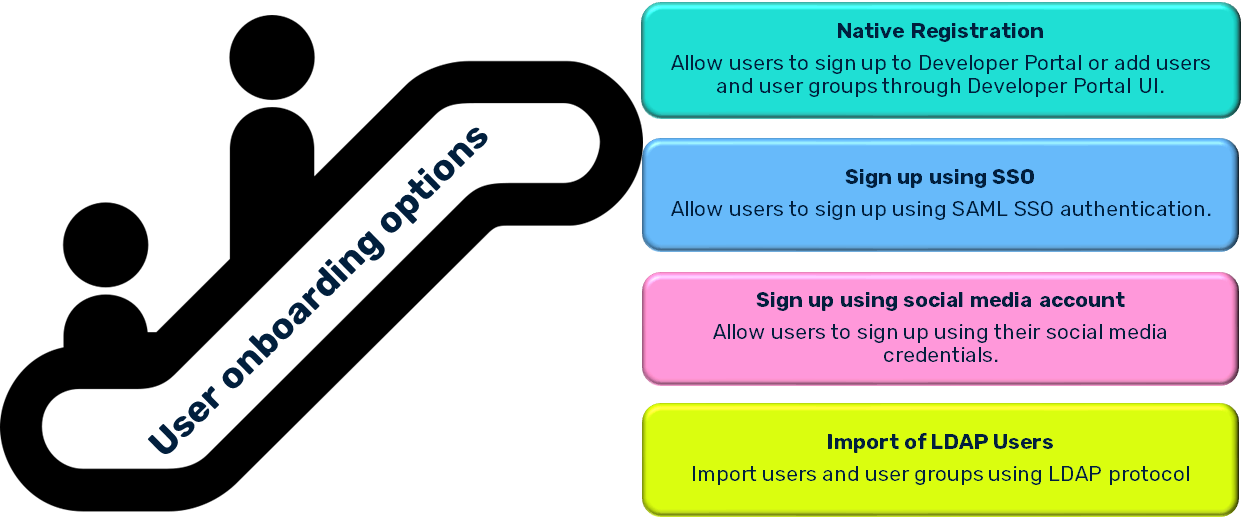 User onboarding options
Native Registration
Allow users to sign up to Developer Portal or add users
and user groups through Developer Portal UI.
Sign up using SSO
Allow users to sign up using SAML SSO authentication.
Sign up using social media account
Allow users to sign up using their social media
credentials.
Import of LDAP Users
Import users and user groups using LDAP protocol